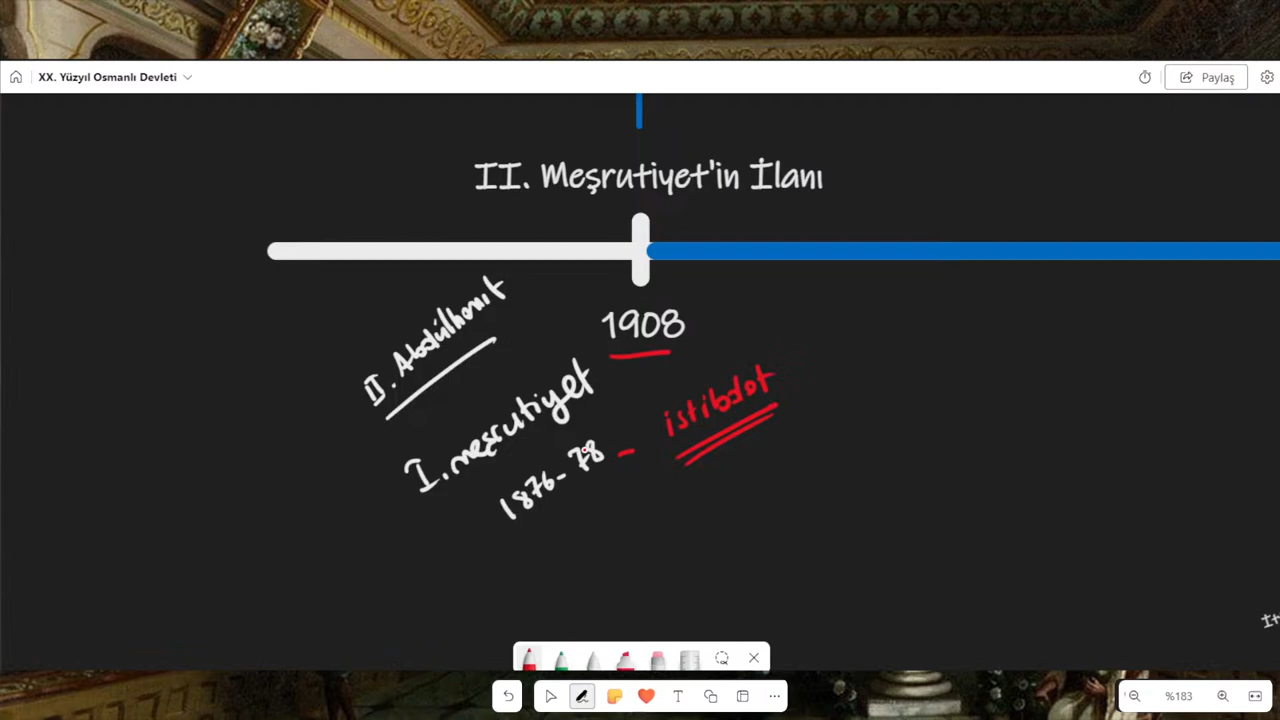 XX. Yüzyıl Osmanlı Devleti
Paylaş
II. Meşrutiyet'in İlanı
1908
II. Abdülhamit
I. meşrutiyet
1876-78 - istibdat
%183